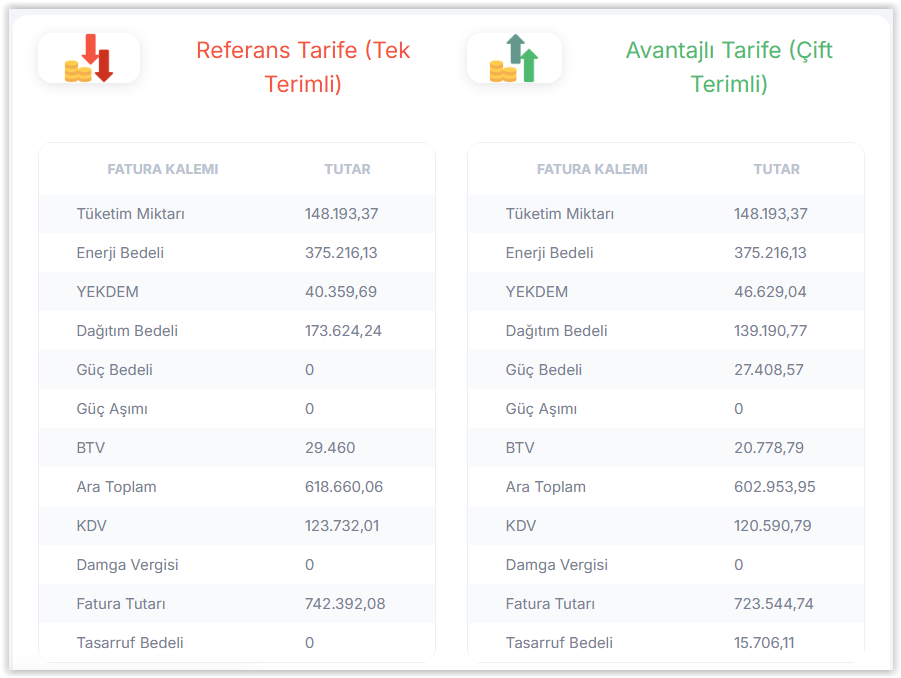 Referans Tarife (Tek
Terimli)
FATURA KALEMI TUTAR
Tüketim Miktarı 148.193,37
Enerji Bedeli 375.216,13
YEKDEM 40.359,69
Dağıtım Bedeli 173.624,24
Güç Bedeli 0
Güç Aşımı 0
BTV 29.460
Ara Toplam 618.660,06
KDV 123.732,01
Damga Vergisi 0
Fatura Tutarı 742.392,08
Tasarruf Bedeli 0
Avantajlı Tarife (Çift
Terimli)
FATURA KALEMI TUTAR
Tüketim Miktarı 148.193,37
Enerji Bedeli 375.216,13
YEKDEM 46.629,04
Dağıtım Bedeli 139.190,77
Güç Bedeli 27.408,57
Güç Aşımı 0
BTV 20.778,79
Ara Toplam 602.953,95
KDV 120.590,79
Damga Vergisi 0
Fatura Tutarı 723.544,74
Tasarruf Bedeli 15.706,11